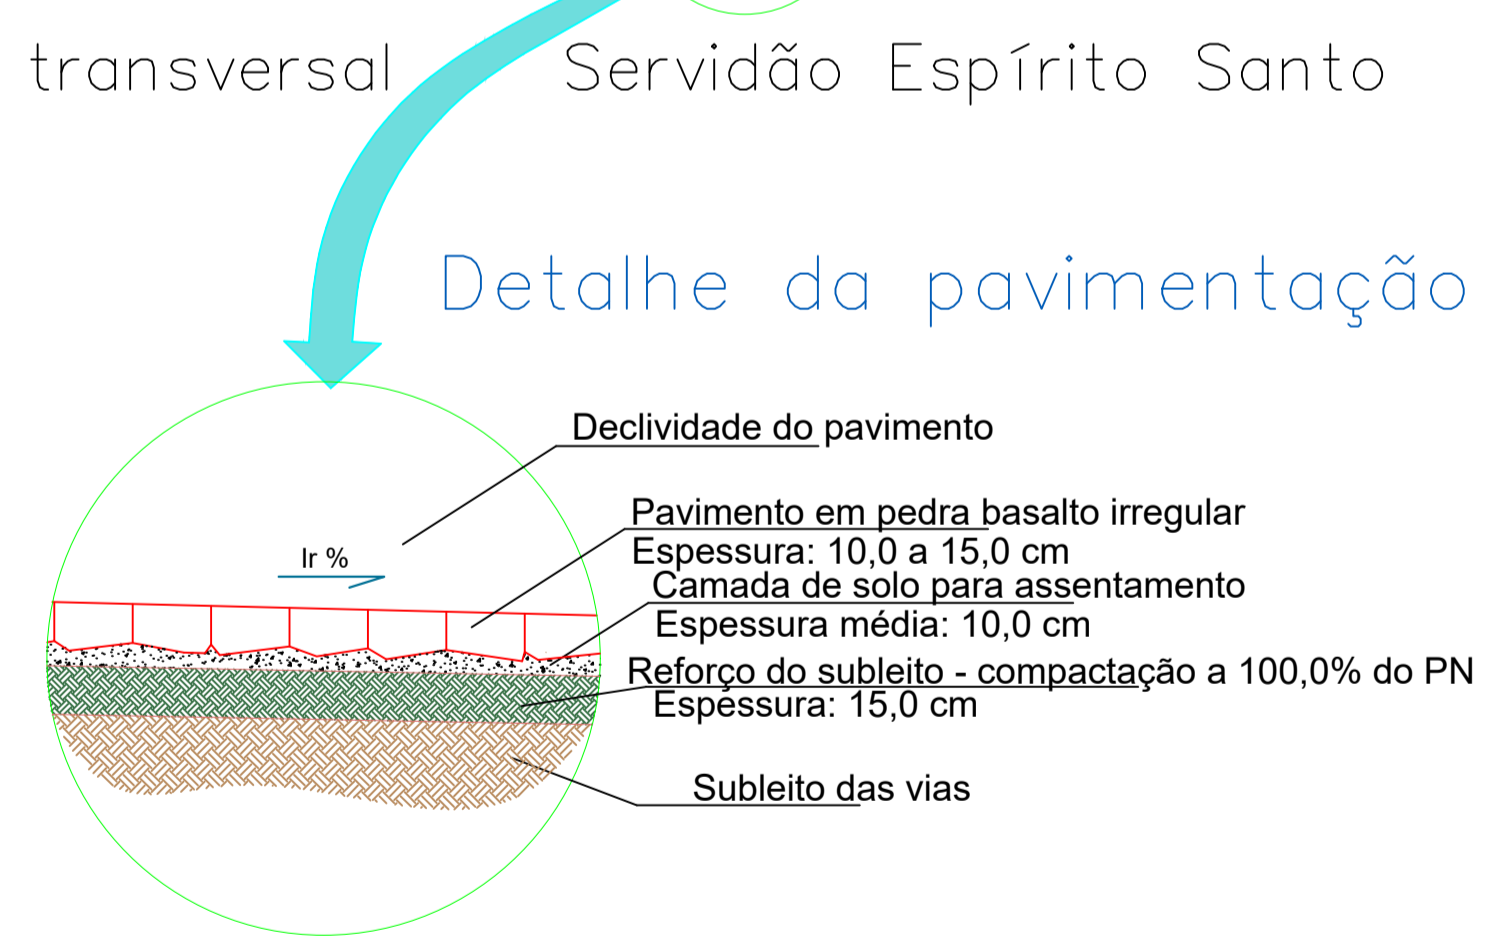 transversal Servidão Espírito Santo
Detalhe da pavimentação
Declividade do pavimento
Pavimento em pedra basalto irregular
Espessura: 10,0 a 15,0 cm
Ir %
Camada de solo para assentamento
Espessura média: 10,0 cm
Reforço do subleito - compactação a 100,0% do PN
Espessura: 15,0 cm
Subleito das vias